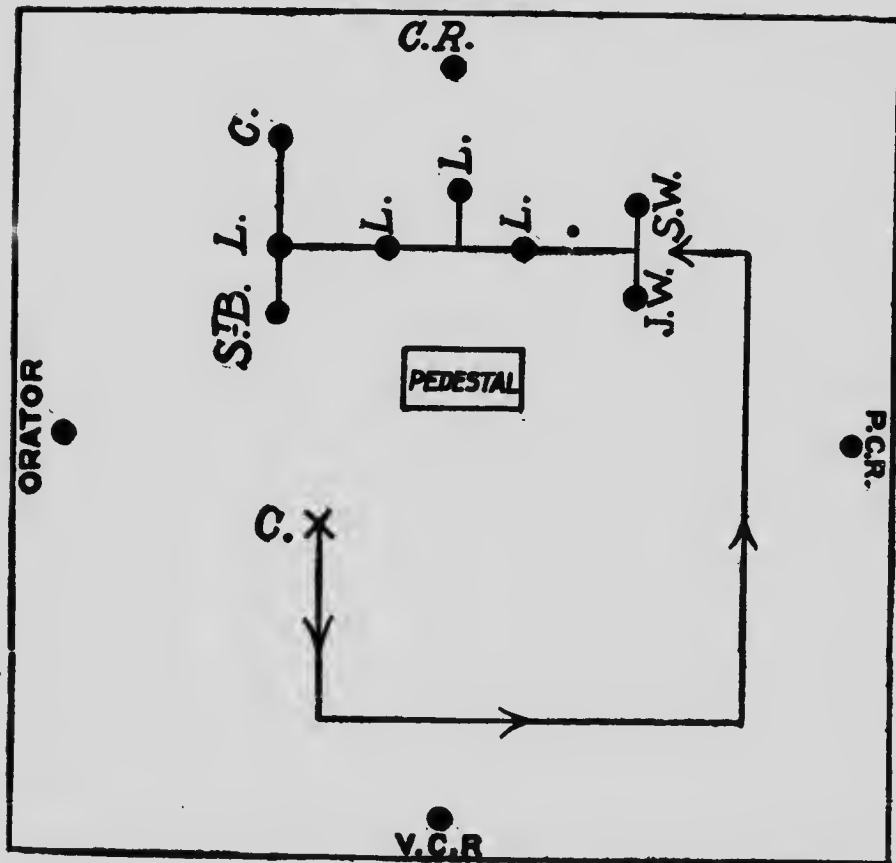 C.R.
C.
L.
L.
L.
L.
S.W.
J.W.
S.T B.
PEDESTAL
ORATOR
P.C.R.
C.
V.C.R